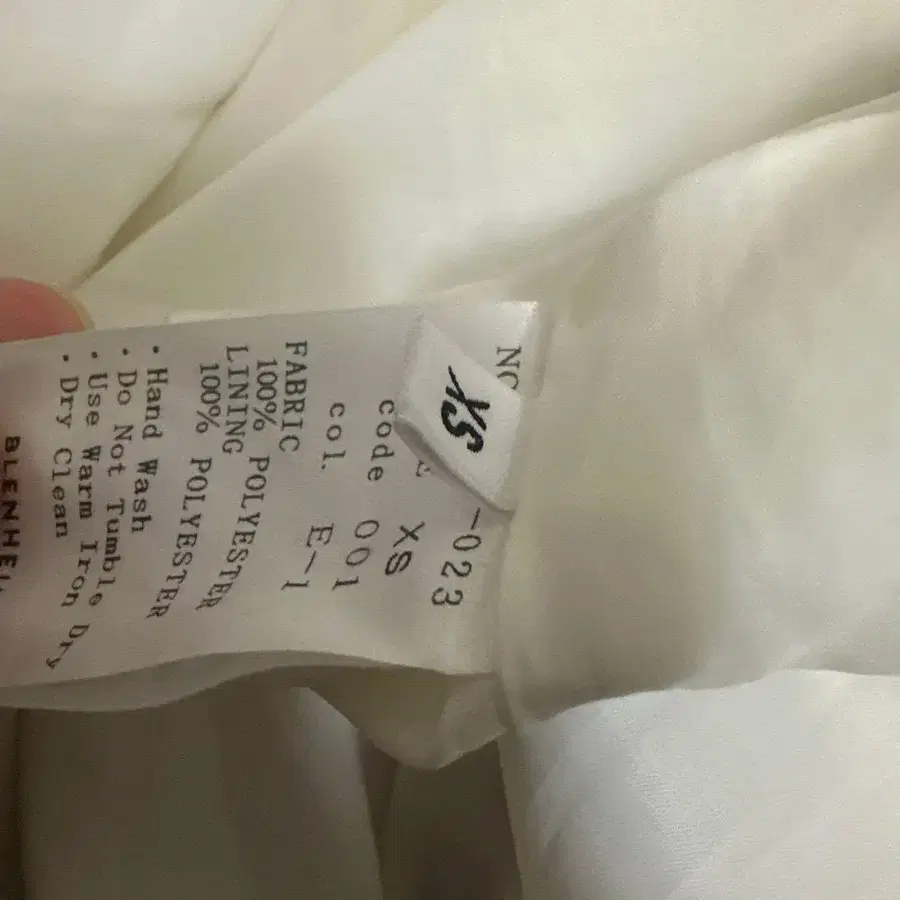 XS
NO -023
XS
code 001
col. E-1
FABRIC
100% POLYESTER
LINING
100% POLYESTER
• Hand Wash
• Do Not Tumble Dry
• Use Warm Iron
• Dry Clean